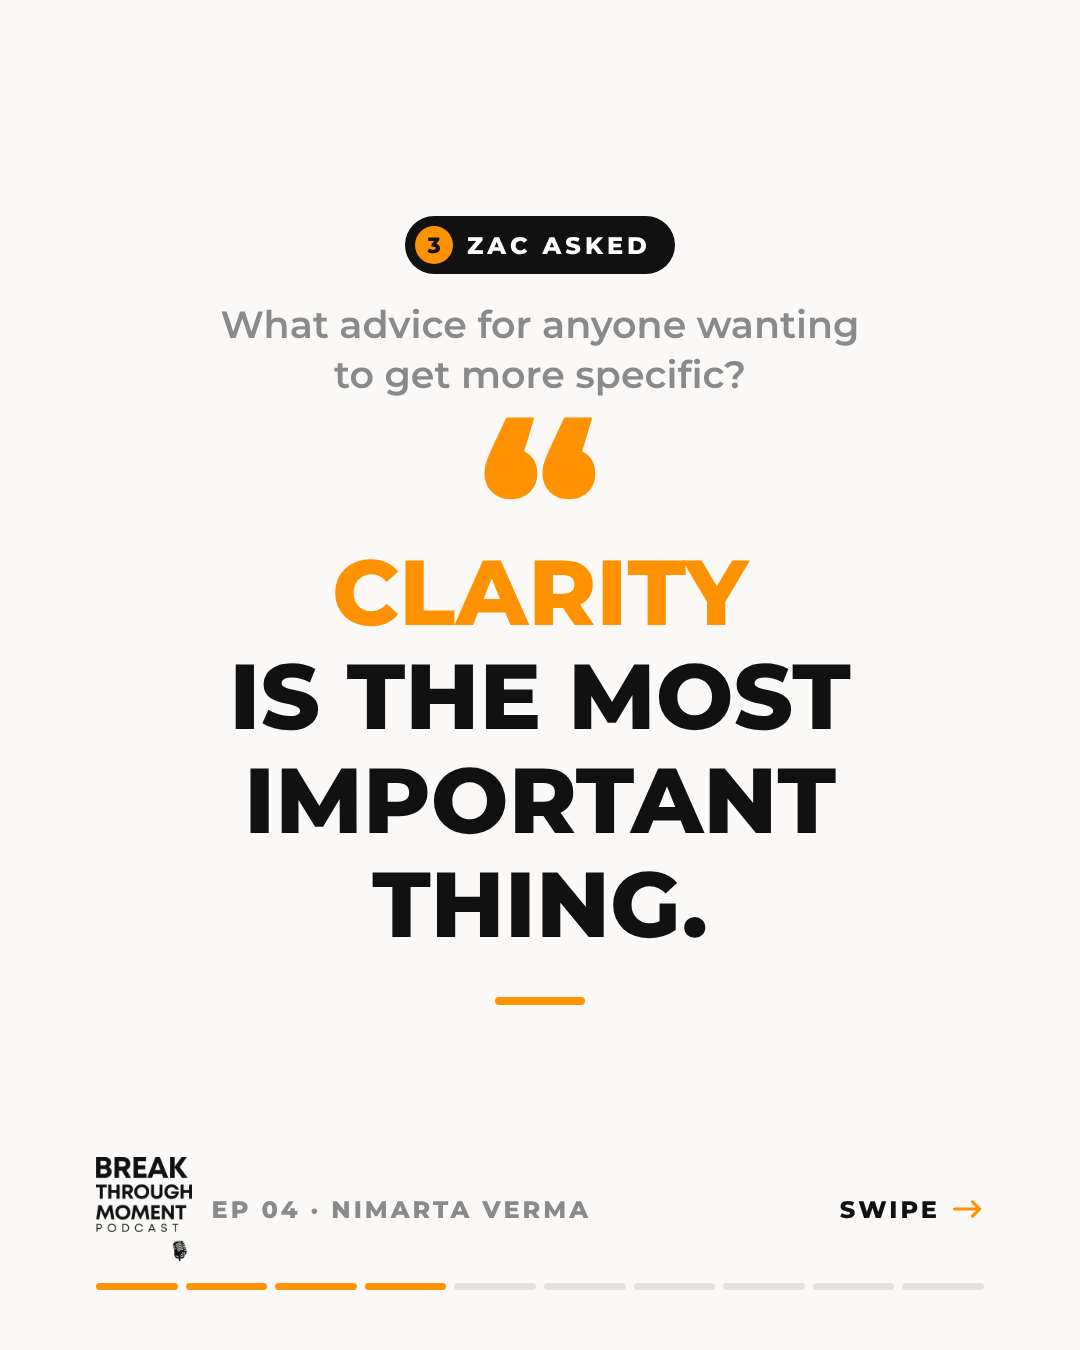 3 ZAC ASKED
What advice for anyone wanting
to get more specific?
“
CLARITY
IS THE MOST
IMPORTANT
THING.
BREAK
THROUGH
MOMENT
PODCAST
EP 04 · NIMARTA VERMA
SWIPE →